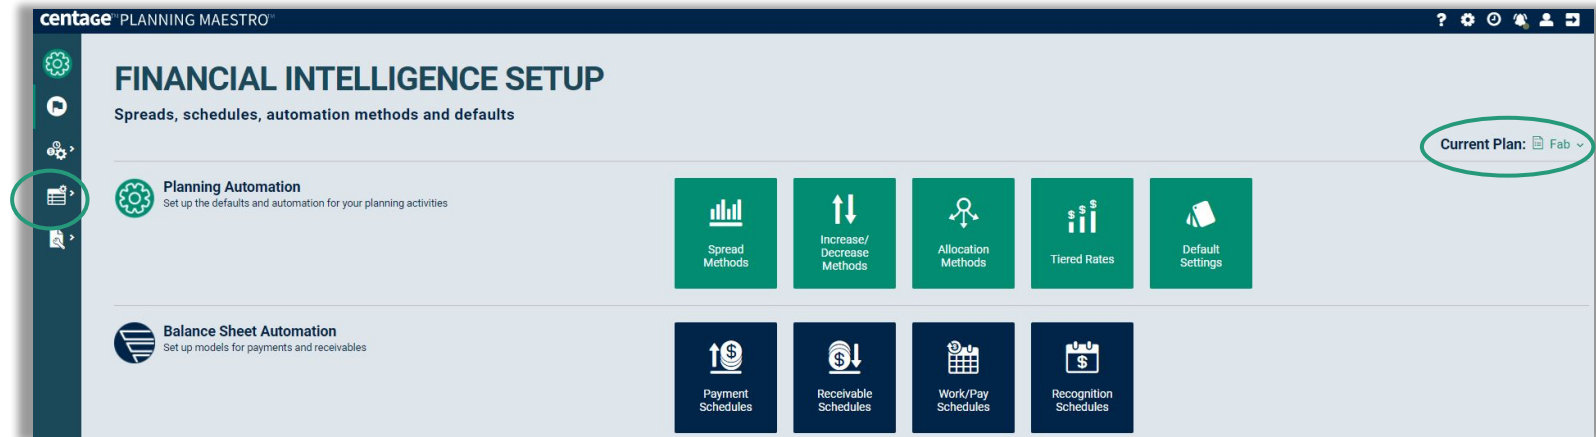 centage™ PLANNING MAESTRO™
FINANCIAL INTELLIGENCE SETUP
Spreads, schedules, automation methods and defaults
Current Plan: Fab
Planning Automation
Set up the defaults and automation for your planning activities
Spread
Methods
Increase/
Decrease
Methods
Allocation
Methods
Tiered Rates
Default
Settings
Balance Sheet Automation
Set up models for payments and receivables
Payment
Schedules
Receivable
Schedules
Work/Pay
Schedules
Recognition
Schedules